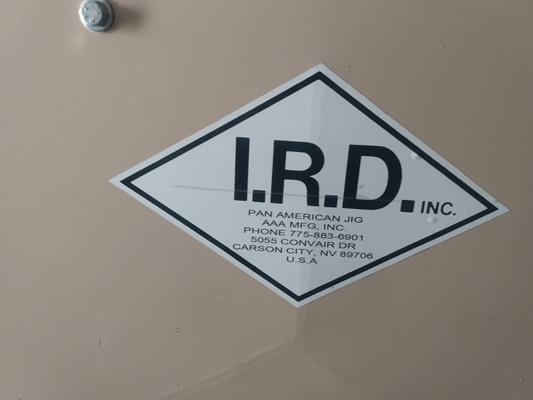 I.R.D. INC.
PAN AMERICAN JIG
AAA MFG, INC.
PHONE 775-883-6901
5055 CONVAIR DR
CARSON CITY, NV 89706
U.S.A